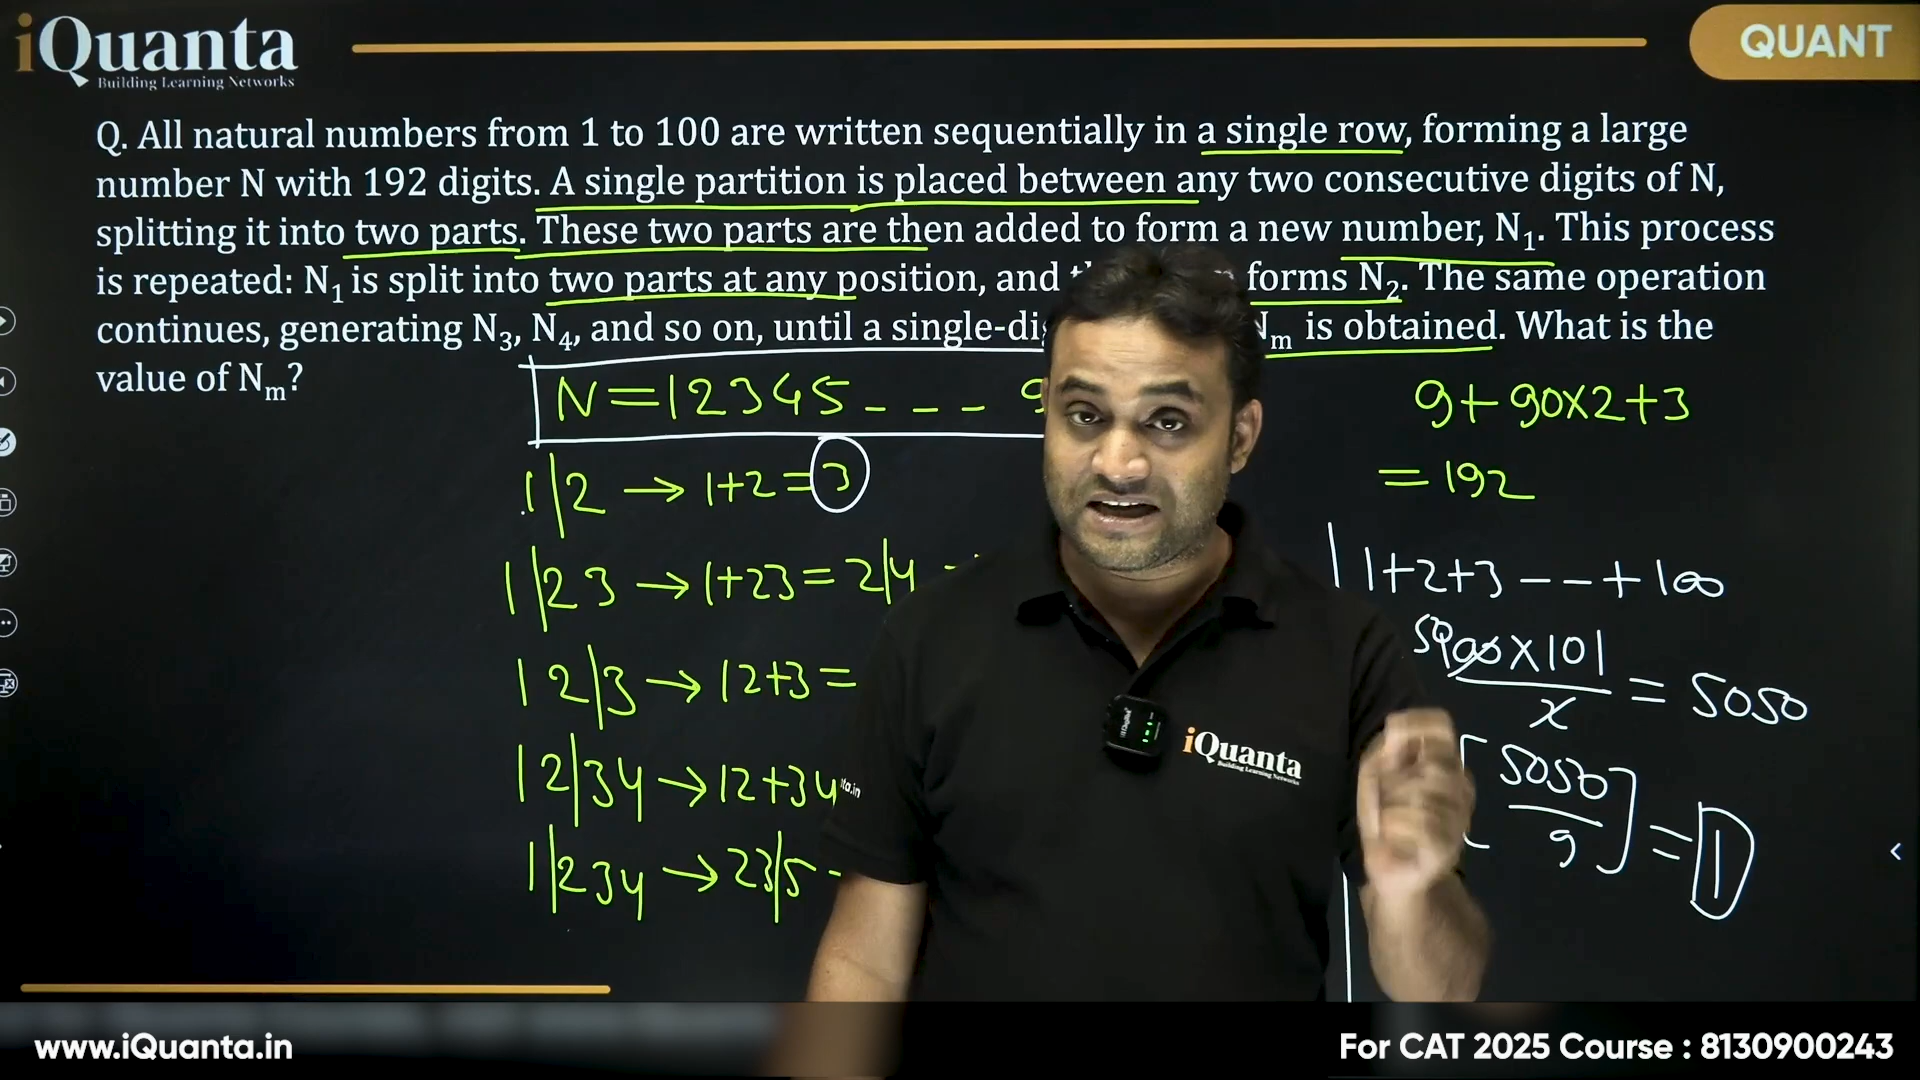 iQuanta
Building Learning Networks
QUANT
Q. All natural numbers from 1 to 100 are written sequentially in a single row, forming a large
number N with 192 digits. A single partition is placed between any two consecutive digits of N,
splitting it into two parts. These two parts are then added to form a new number, N₁. This process
is repeated: N₁ is split into two parts at any position, and forms N₂. The same operation
continues, generating N₃, N₄, and so on, until a single-di Nₘ is obtained. What is the
value of Nₘ?
N=12345---9
9+90x2+3
=192
1|2 → 1+2=3
1|23 → 1+23=2|4 -
12|3 → 12+3=
12|34 → 12+34
1|234 → 23|5 -
1+2+3---+100
x101
= 5050
[5050
9] = 1
iQuanta
Building Learning Networks
www.iQuanta.in
For CAT 2025 Course : 8130900243